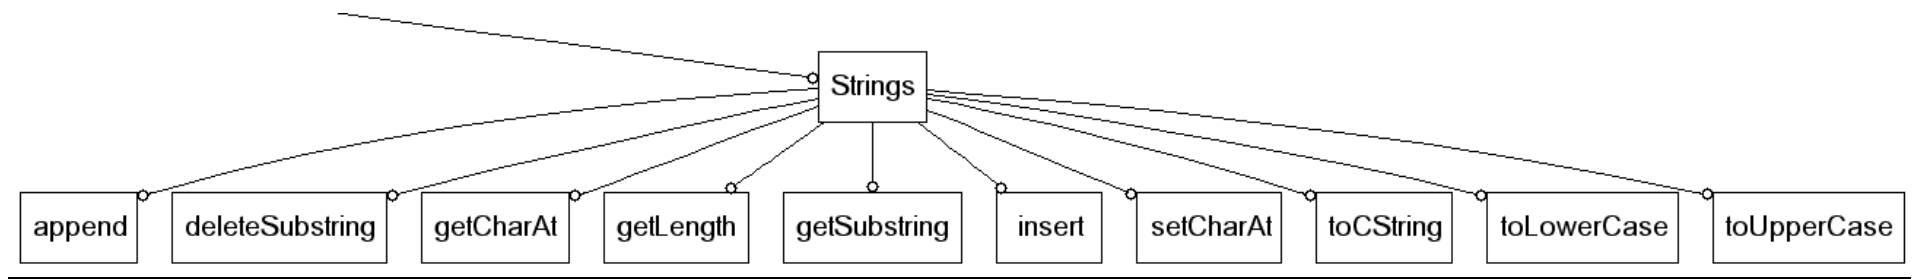 Strings
append
deleteSubstring
getCharAt
getLength
getSubstring
insert
setCharAt
toCString
toLowerCase
toUpperCase